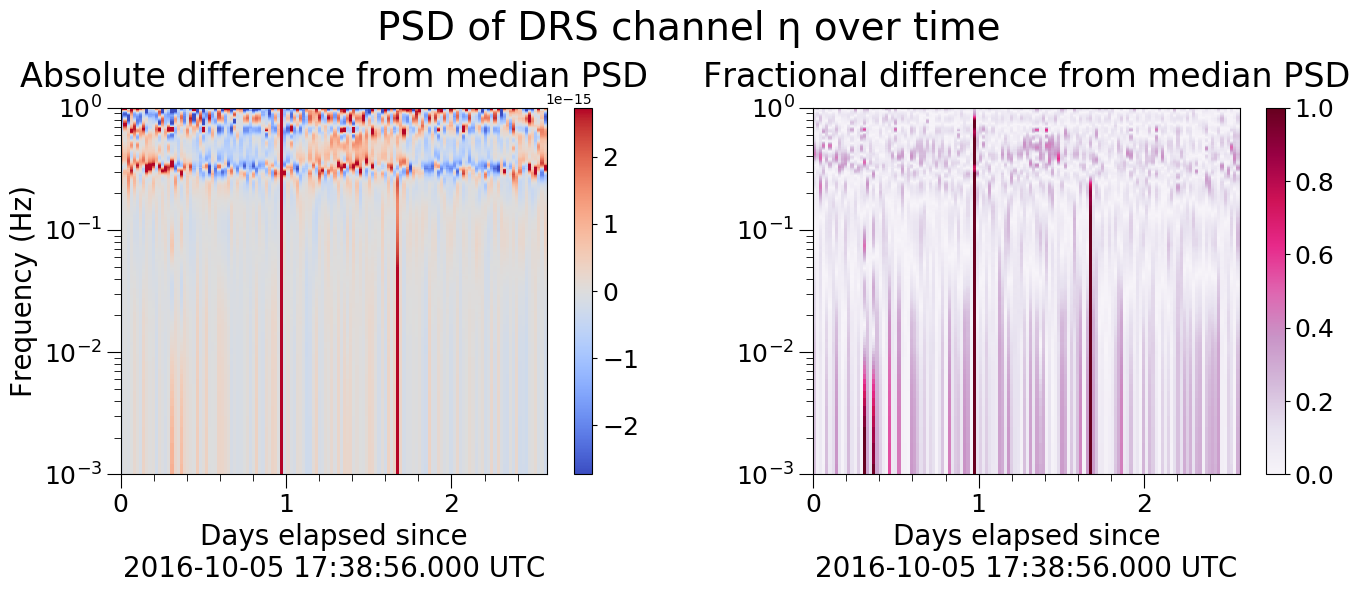 PSD of DRS channel η over time
Absolute difference from median PSD
Fractional difference from median PSD
1e−15
10⁰
10⁻¹
10⁻²
10⁻³
Frequency (Hz)
0
1
2
2
1
0
−1
−2
Days elapsed since
2016-10-05 17:38:56.000 UTC
10⁰
10⁻¹
10⁻²
10⁻³
0
1
2
1.0
0.8
0.6
0.4
0.2
0.0
Days elapsed since
2016-10-05 17:38:56.000 UTC